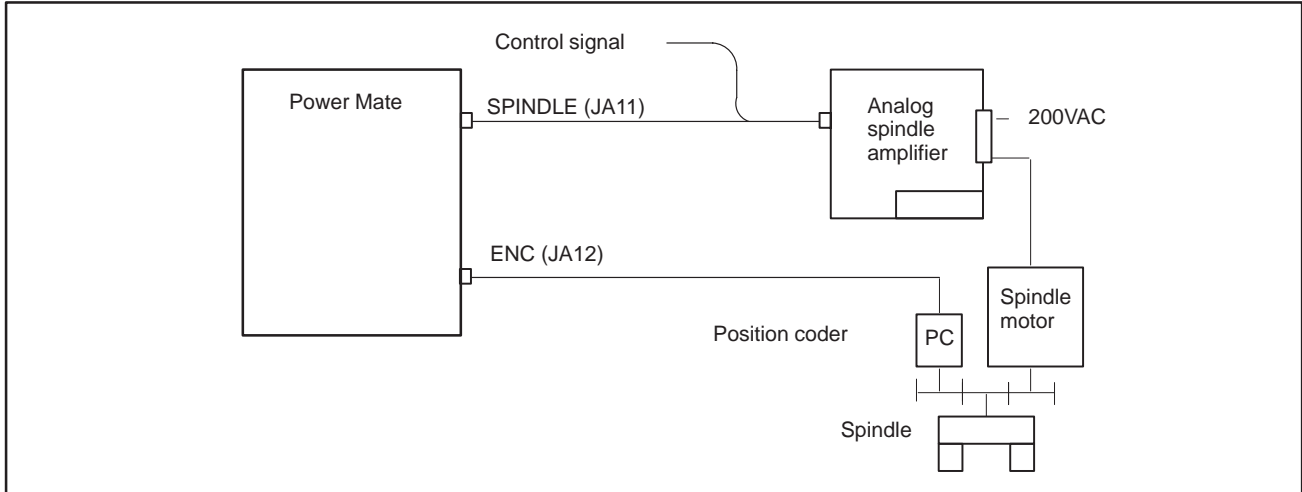 Control signal
Power Mate
SPINDLE (JA11)
Analog
spindle
amplifier
200VAC
ENC (JA12)
Spindle
motor
Position coder
PC
Spindle